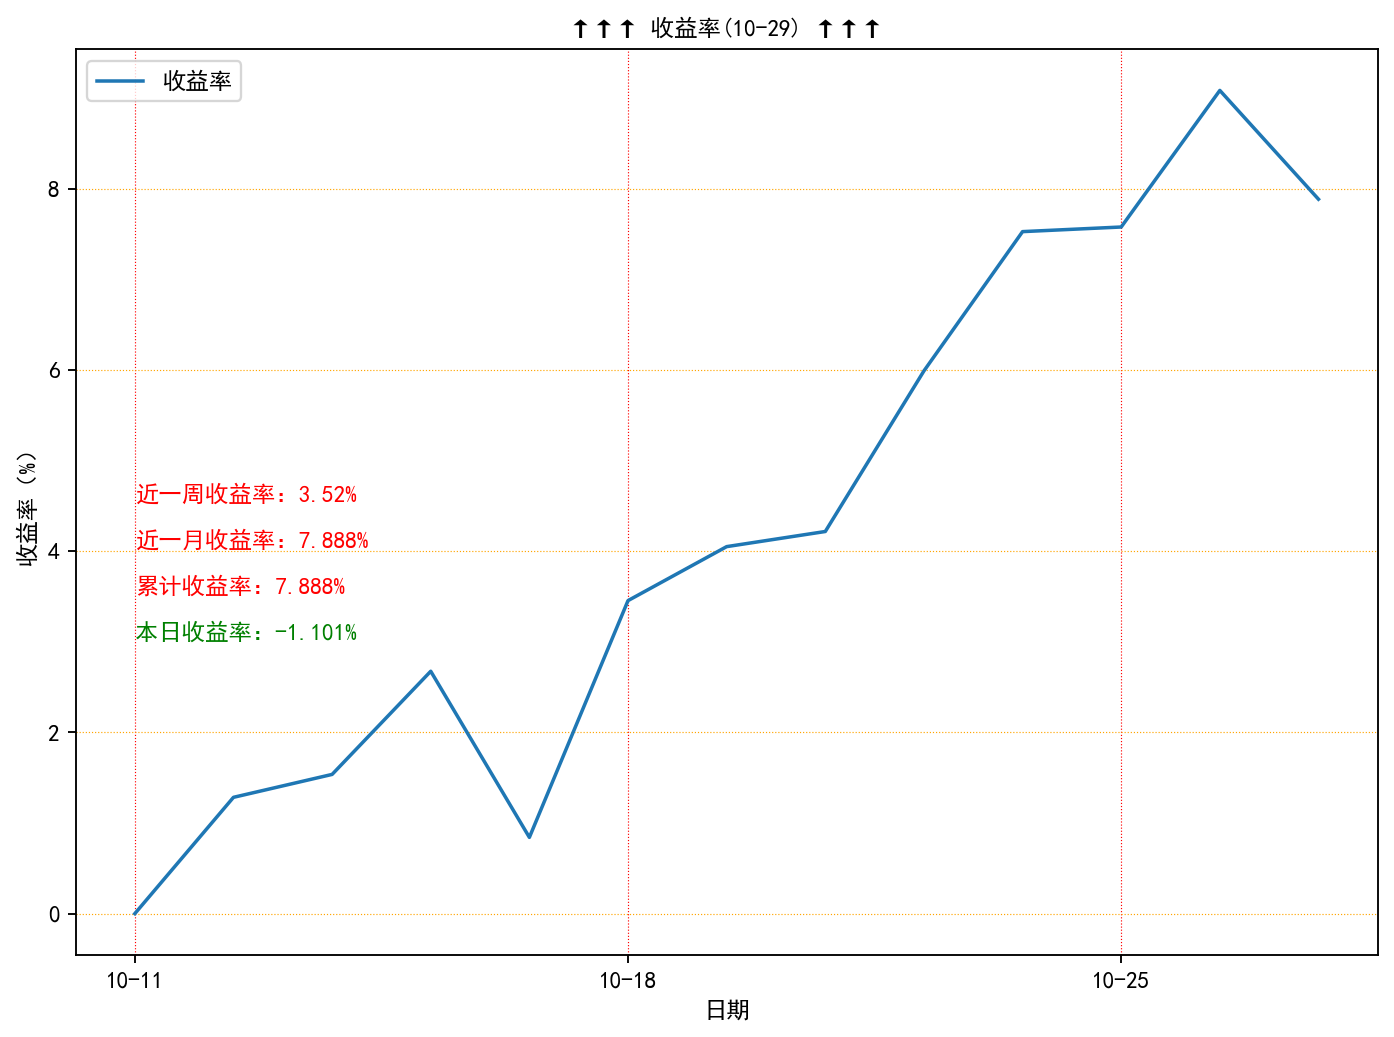 ↑↑↑ 收益率(10-29) ↑↑↑
收益率
8
6
4
2
0
收益率（%）
近一周收益率：3.52%
近一月收益率：7.888%
累计收益率：7.888%
本日收益率：-1.101%
10-11
10-18
10-25
日期